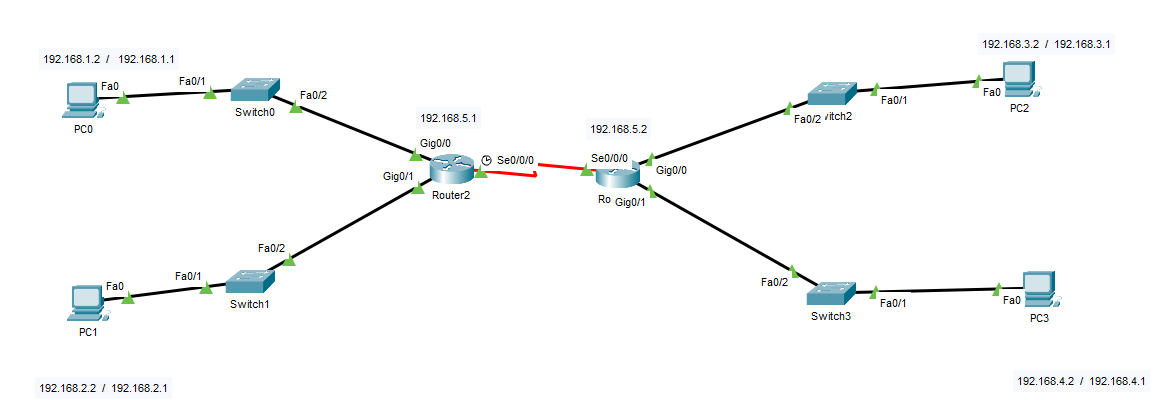 192.168.1.2 / 192.168.1.1
192.168.3.2 / 192.168.3.1
Fa0
Fa0/1
PC0
Switch0
Fa0/2
192.168.5.1
Gig0/0
Se0/0/0
Gig0/1
Router2
192.168.5.2
Se0/0/0
Gig0/0
Ro
Gig0/1
Fa0/2
vitch2
Fa0/1
Fa0
PC2
Fa0/2
Fa0/1
Fa0
Switch1
PC1
Fa0/2
Switch3
Fa0/1
Fa0
PC3
192.168.2.2 / 192.168.2.1
192.168.4.2 / 192.168.4.1